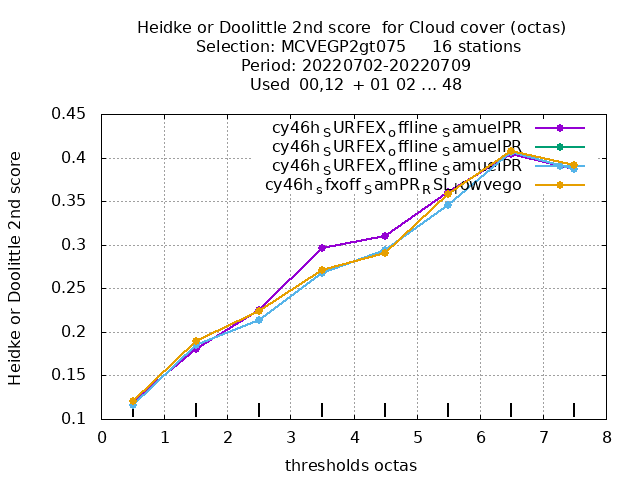 Heidke or Doolittle 2nd score  for Cloud cover (octas)
Selection: MCVEGP2gt075     16 stations
Period: 20220702-20220709
Used  00,12  + 01 02 ... 48
cy46h_SURFEX_offline_SamuelPR
cy46h_SURFEX_offline_SamuelPR
cy46h_SURFEX_offline_SamuelPR
cy46h_sfxoff_SamPR_RSL_lowvego
Heidke or Doolittle 2nd score
0.45
0.4
0.35
0.3
0.25
0.2
0.15
0.1
0 1 2 3 4 5 6 7 8
thresholds octas